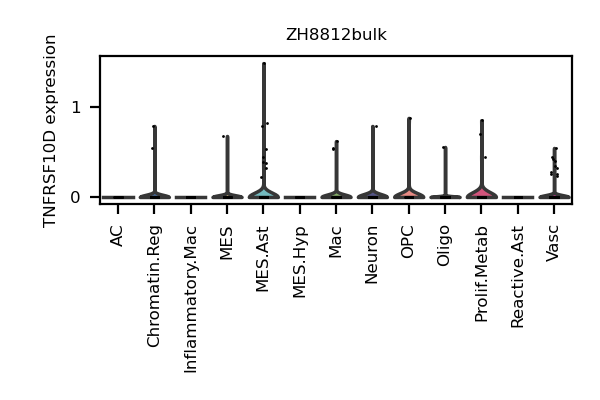 ZH8812bulk
TNFRSF10D expression
1
0
AC
Chromatin.Reg
Inflammatory.Mac
MES
MES.Ast
MES.Hyp
Mac
Neuron
OPC
Oligo
Prolif.Metab
Reactive.Ast
Vasc